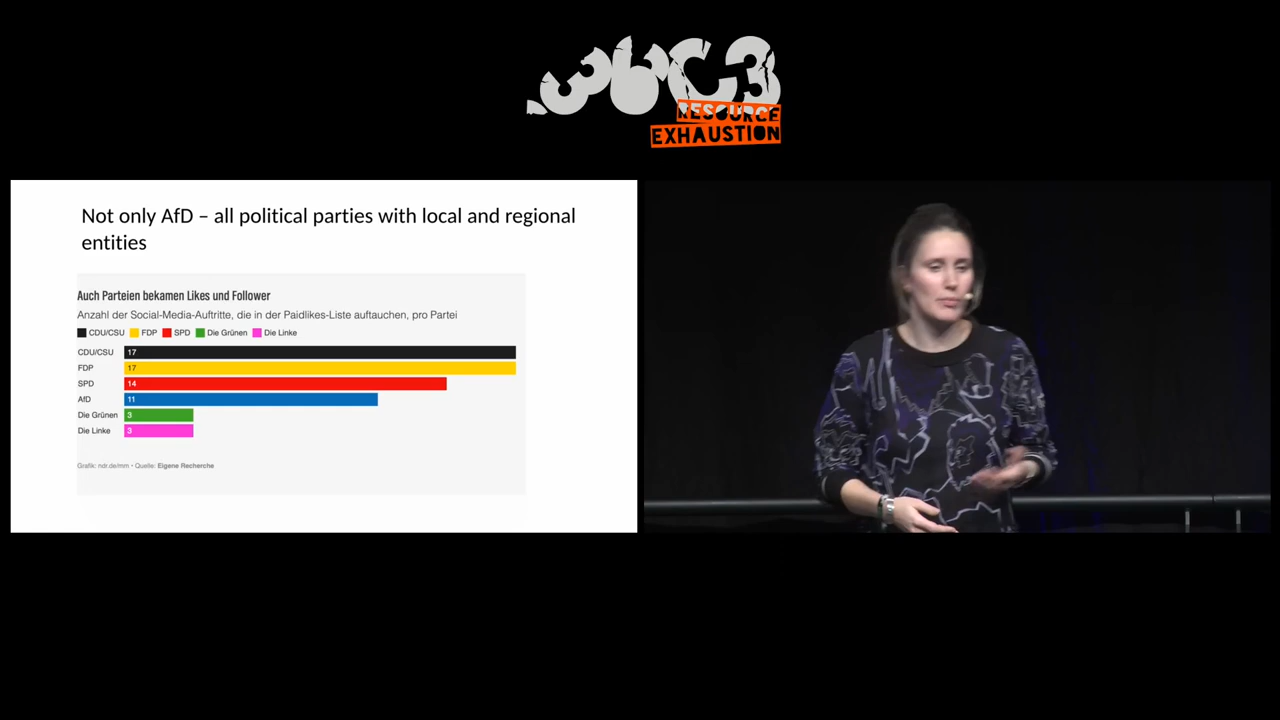 36C3
RESOURCE
EXHAUSTION
Not only AfD – all political parties with local and regional
entities
Auch Parteien bekamen Likes und Follower
Anzahl der Social-Media-Auftritte, die in der Paidlikes-Liste auftauchen, pro Partei
CDU/CSU FDP SPD Die Grünen Die Linke
CDU/CSU 17
FDP 17
SPD 14
AfD 11
Die Grünen 3
Die Linke 3
Grafik: ndr.de/mm • Quelle: Eigene Recherche